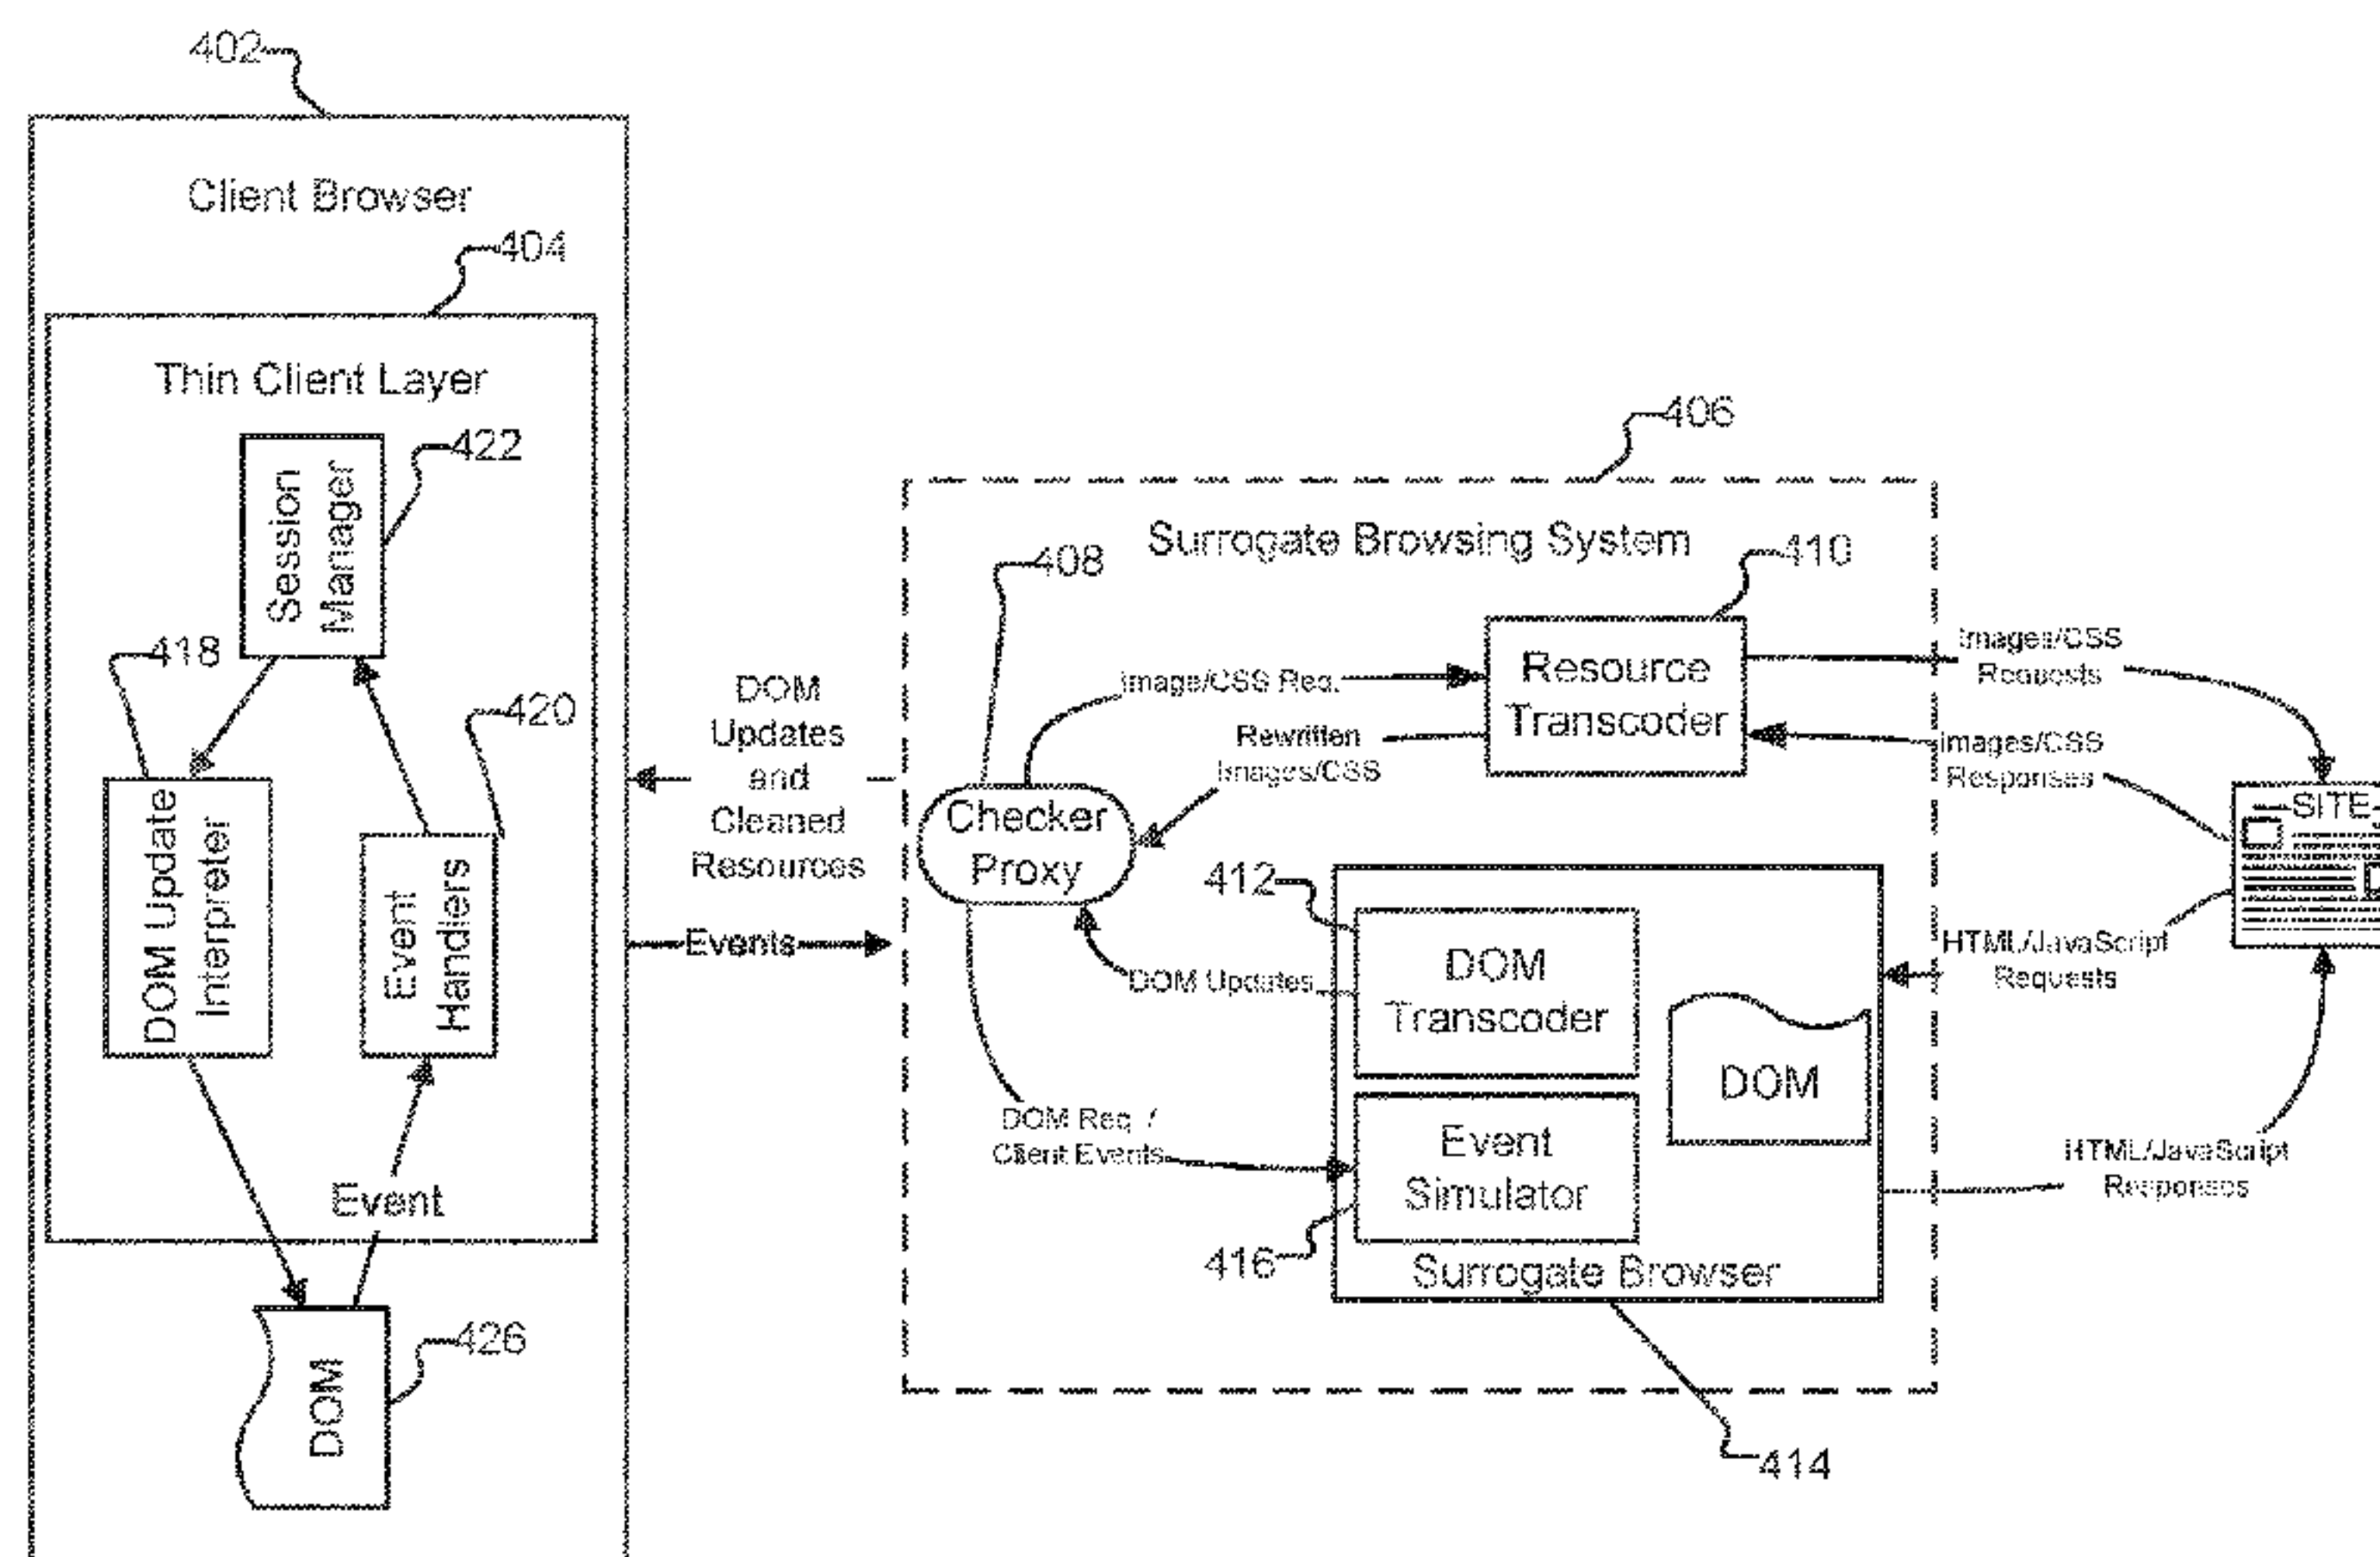 402
Client Browser
404
Thin Client Layer
422
Session
Manager
418
420
DOM Update
Interpreter
Event
Handlers
Event
426
DOM
DOM
Updates
and
Cleaned
Resources
Events
406
Surrogate Browsing System
408
410
Image/CSS Req.
Resource
Transcoder
Rewritten
Images/CSS
Checker
Proxy
412
DOM Updates
DOM
Transcoder
DOM
DOM Req. /
Client Events
Event
Simulator
416
Surrogate Browser
414
Images/CSS
Requests
Images/CSS
Responses
SITE
HTML/JavaScript
Requests
HTML/JavaScript
Responses